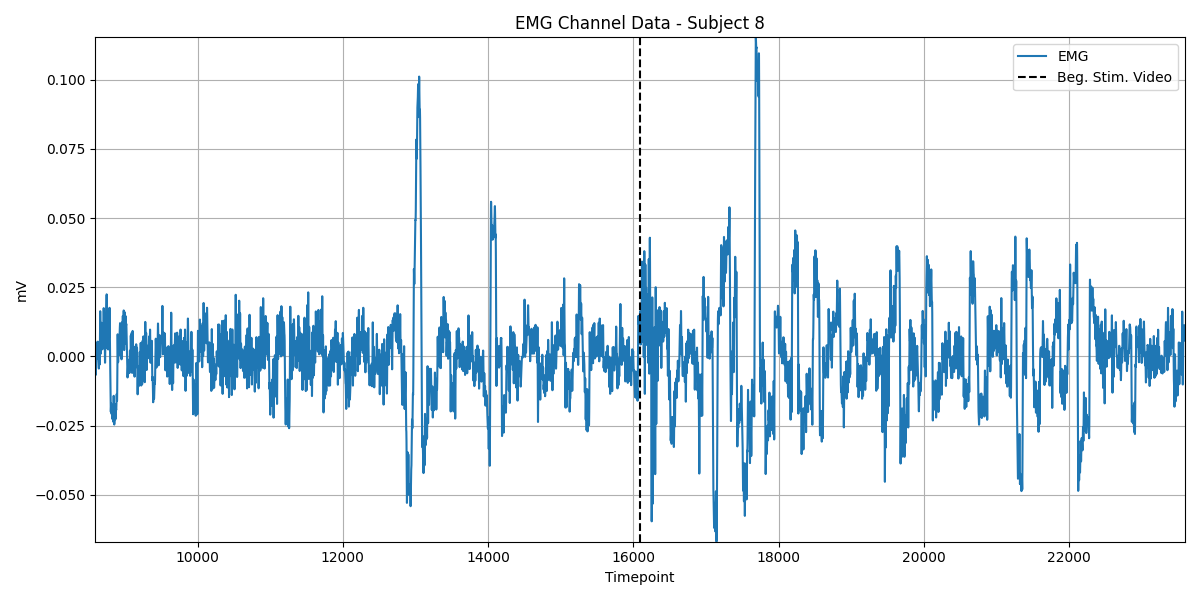 EMG Channel Data - Subject 8
EMG
Beg. Stim. Video
mV
0.100
0.075
0.050
0.025
0.000
−0.025
−0.050
10000 12000 14000 16000 18000 20000 22000
Timepoint